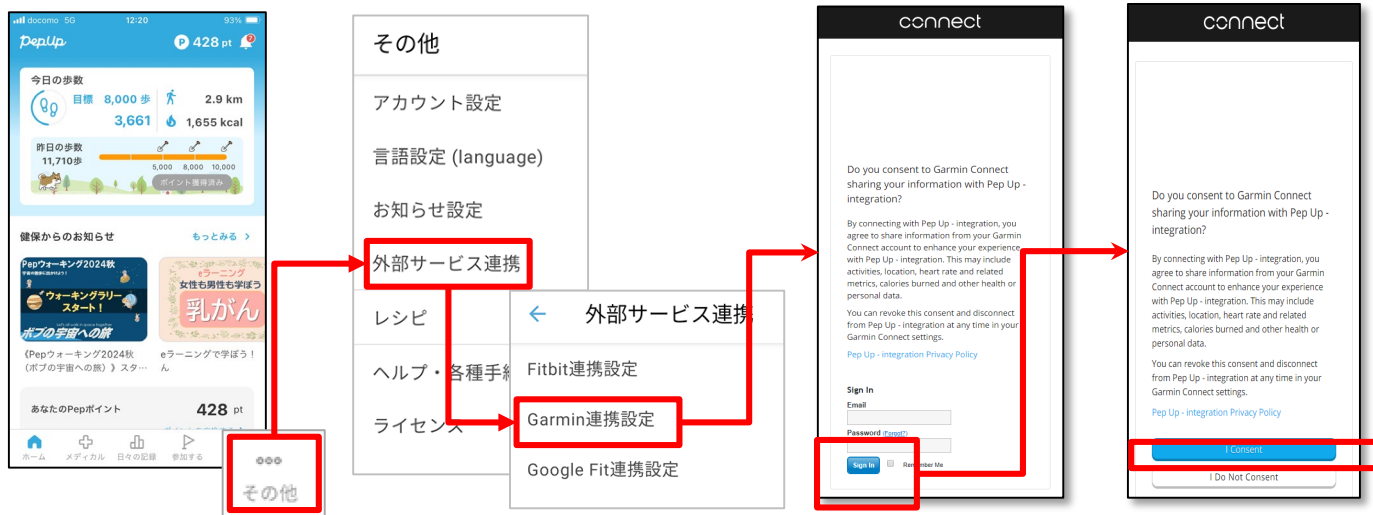 docomo 5G 12:20 93%
PepUp P 428 pt
今日の歩数
目標 8,000 歩 2.9 km
3,661 1,655 kcal
昨日の歩数
11,710歩
5,000 8,000 10,000
ポイント獲得済み
健保からのお知らせ もっとみる >
Pepウォーキング2024秋
ウォーキングラリー
スタート！
ボブの宇宙への旅
eラーニング
女性も男性も学ぼう
乳がん
《Pepウォーキング2024秋
（ボブの宇宙への旅）》スタ…
eラーニングで学ぼう！
ん
あなたのPepポイント 428 pt
ホーム メディカル 日々の記録 参加する
その他
その他
アカウント設定
言語設定 (language)
お知らせ設定
外部サービス連携
レシピ
ヘルプ・各種手続
ライセンス
← 外部サービス連携
Fitbit連携設定
Garmin連携設定
Google Fit連携設定
connect
Do you consent to Garmin Connect
sharing your information with Pep Up -
integration?
By connecting with Pep Up - integration, you
agree to share information from your Garmin
Connect account to enhance your experience
with Pep Up - integration. This may include
activities, location, heart rate and related
metrics, calories burned and other health or
personal data.
You can revoke this consent and disconnect
from Pep Up - integration at any time in your
Garmin Connect settings.
Pep Up - integration Privacy Policy
Sign In
Email
Password (Forgot?)
Sign In Remember Me
connect
Do you consent to Garmin Connect
sharing your information with Pep Up -
integration?
By connecting with Pep Up - integration, you
agree to share information from your Garmin
Connect account to enhance your experience
with Pep Up - integration. This may include
activities, location, heart rate and related
metrics, calories burned and other health or
personal data.
You can revoke this consent and disconnect
from Pep Up - integration at any time in your
Garmin Connect settings.
Pep Up - integration Privacy Policy
I Consent
I Do Not Consent